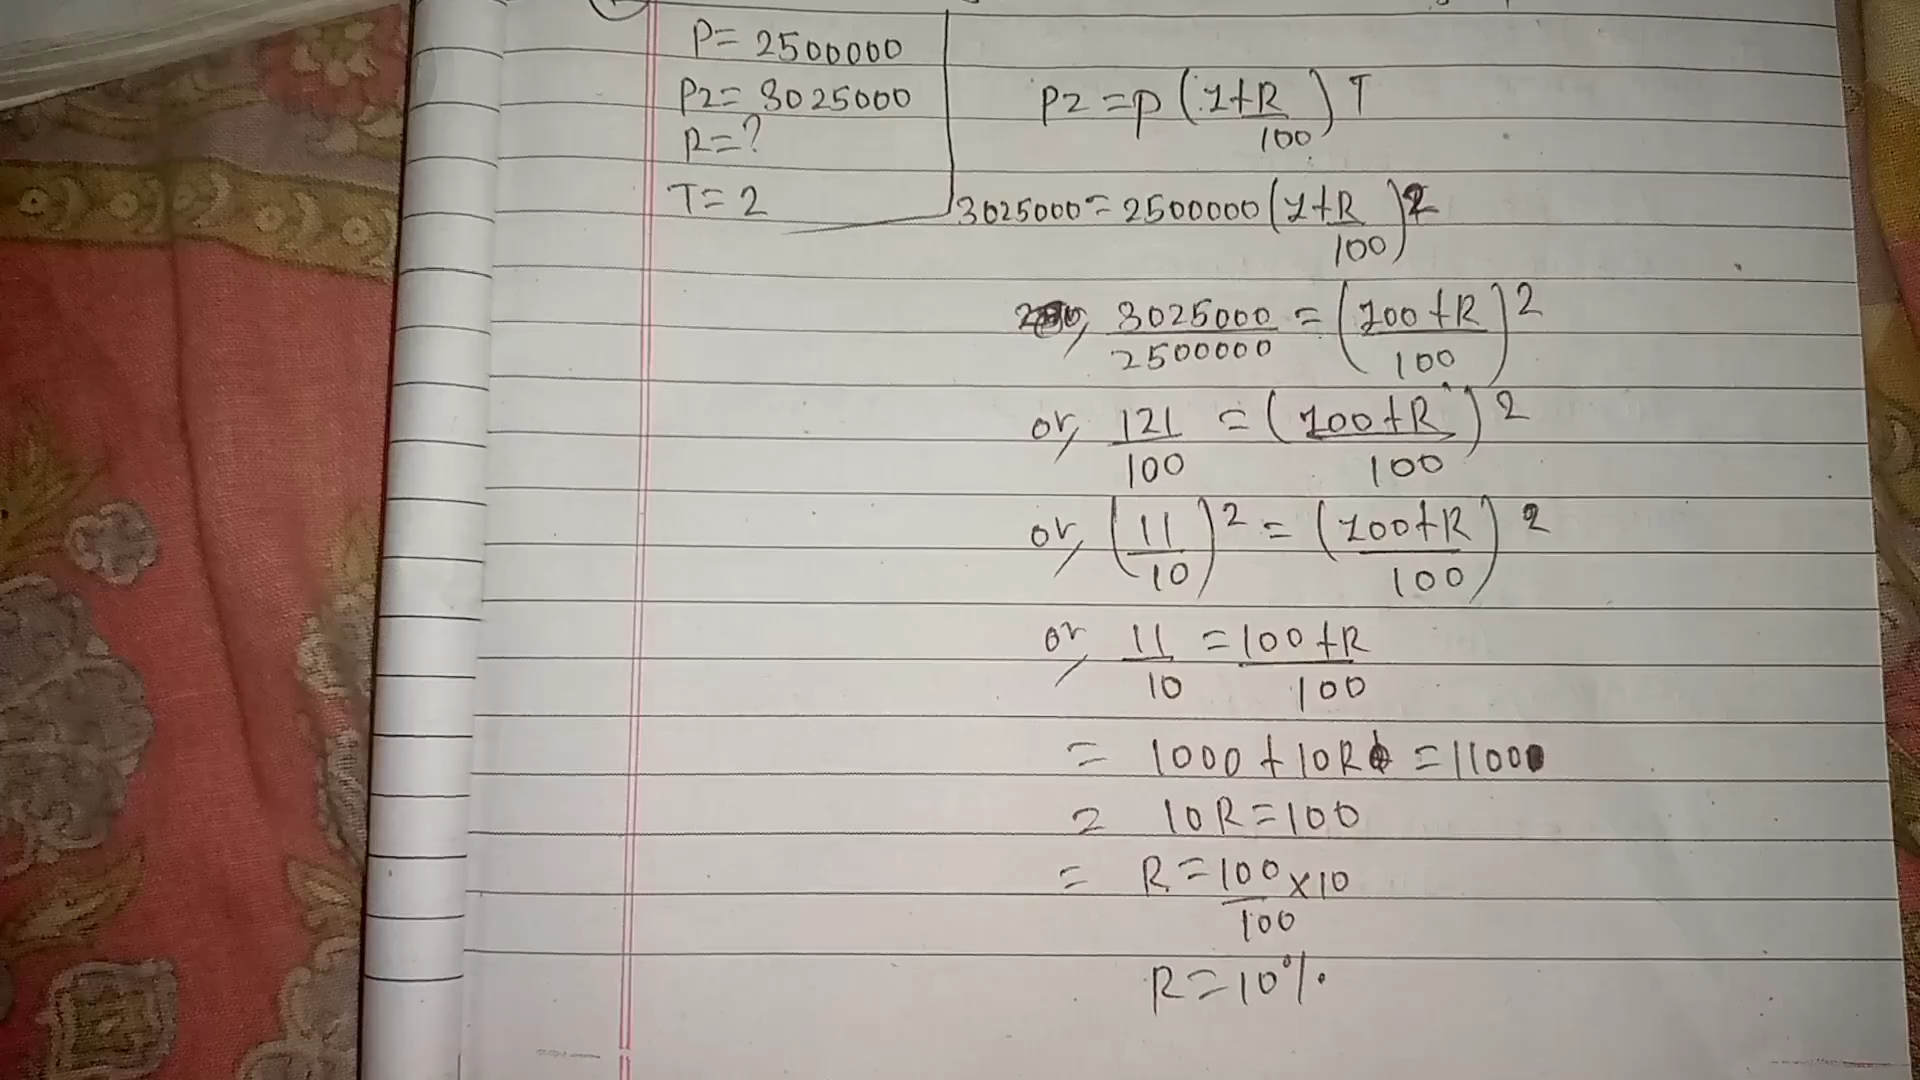 P= 2500000
P2= 3025000
R=?
T= 2
P2 =P (1+R/100) T
3025000 = 2500000 (1+R/100) 2
3025000/2500000 = (100+R/100) 2
or, 121/100 = (100+R/100) 2
or, (11/10) 2 = (100+R/100) 2
or, 11/10 = 100+R/100
= 1000 + 10R = 1100
= 10R = 100
= R = 100/100 x 10
R = 10%